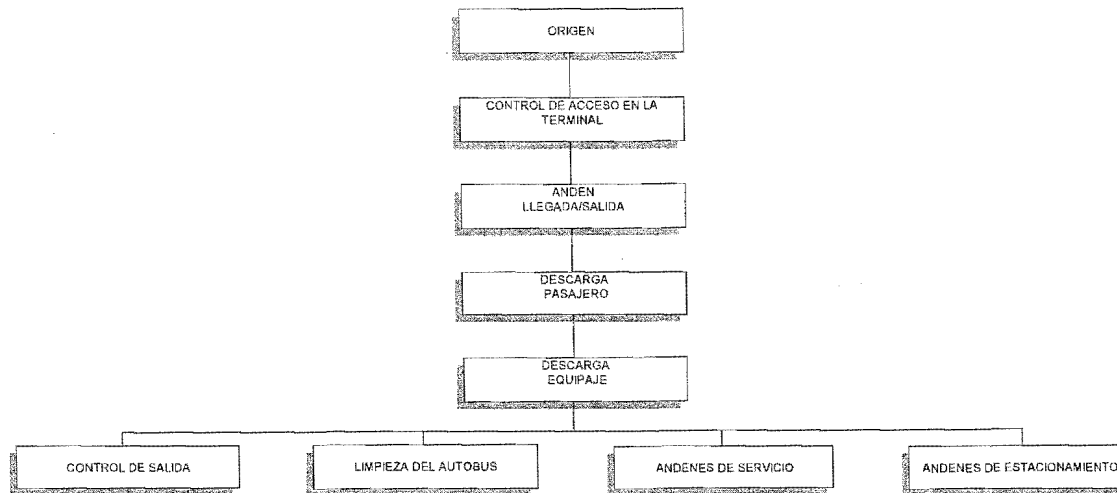 ORIGEN
CONTROL DE ACCESO EN LA
TERMINAL
ANDEN
LLEGADA/SALIDA
DESCARGA
PASAJERO
DESCARGA
EQUIPAJE
CONTROL DE SALIDA
LIMPIEZA DEL AUTOBUS
ANDENES DE SERVICIO
ANDENES DE ESTACIONAMIENTO